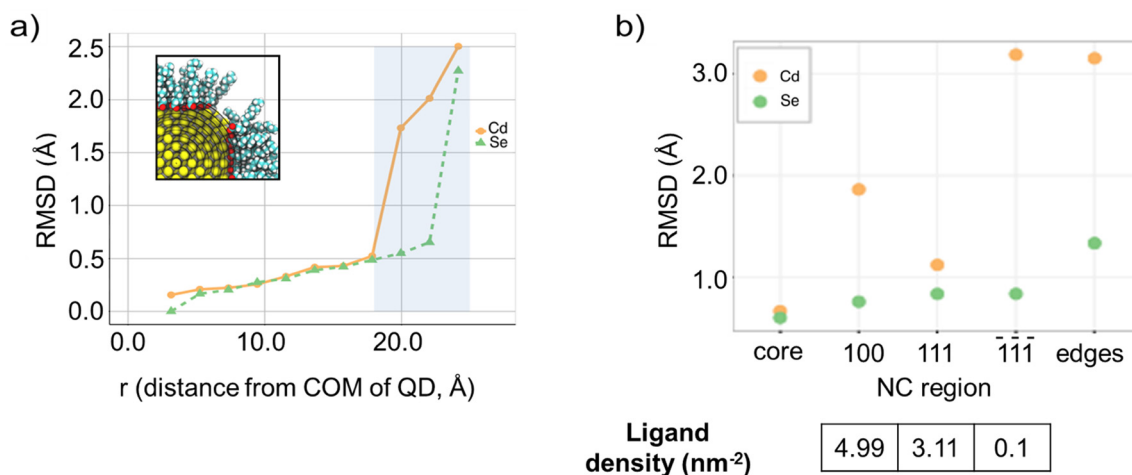 a)
RMSD (Å)
2.5
2.0
1.5
1.0
0.5
0.0
Cd
Se
0.0 10.0 20.0
r (distance from COM of QD, Å)
b)
RMSD (Å)
3.0
2.0
1.0
Cd
Se
core 100 111 1̅1̅1̅ edges
NC region
Ligand
density (nm⁻²)
4.99 3.11 0.1